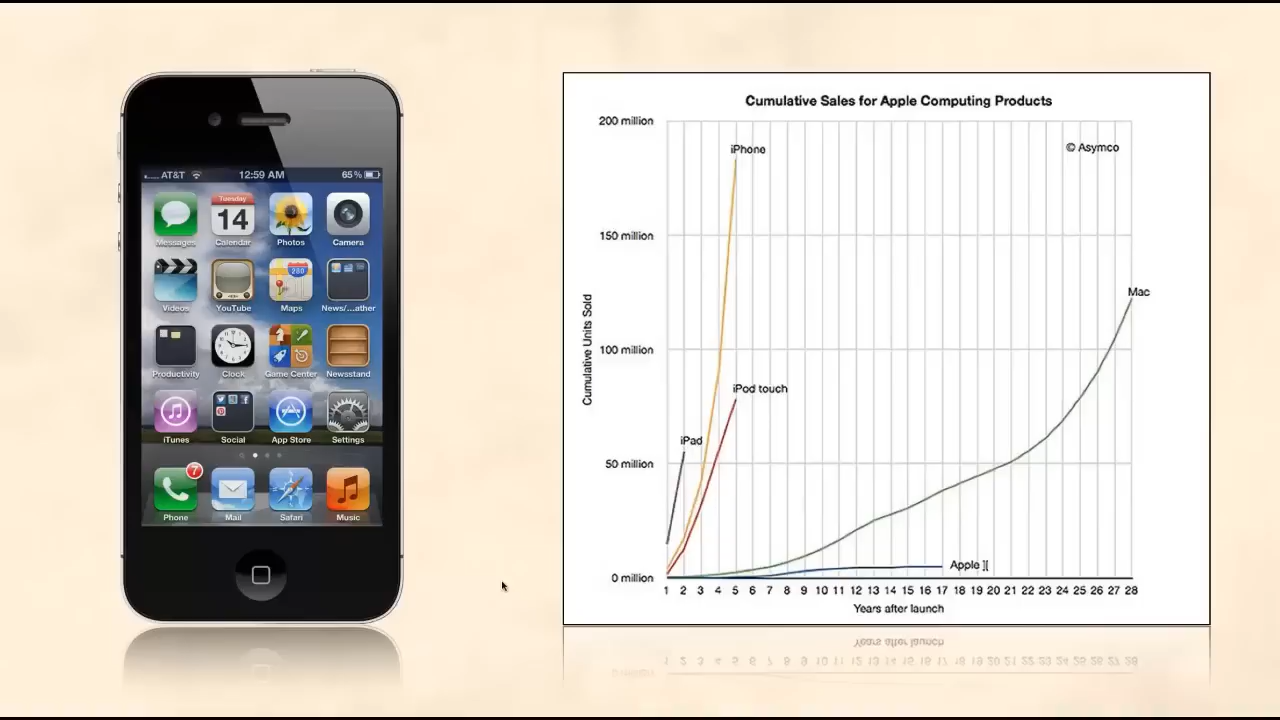 AT&T 12:59 AM 65%
Tuesday
14
Messages Calendar Photos Camera
280
Videos YouTube Maps News/...ather
Productivity Clock Game Center Newsstand
iTunes Social App Store Settings
7
Phone Mail Safari Music
Cumulative Sales for Apple Computing Products
200 million
iPhone
© Asymco
150 million
Mac
100 million
iPod touch
iPad
50 million
Apple ][
0 million
Cumulative Units Sold
1 2 3 4 5 6 7 8 9 10 11 12 13 14 15 16 17 18 19 20 21 22 23 24 25 26 27 28
Years after launch